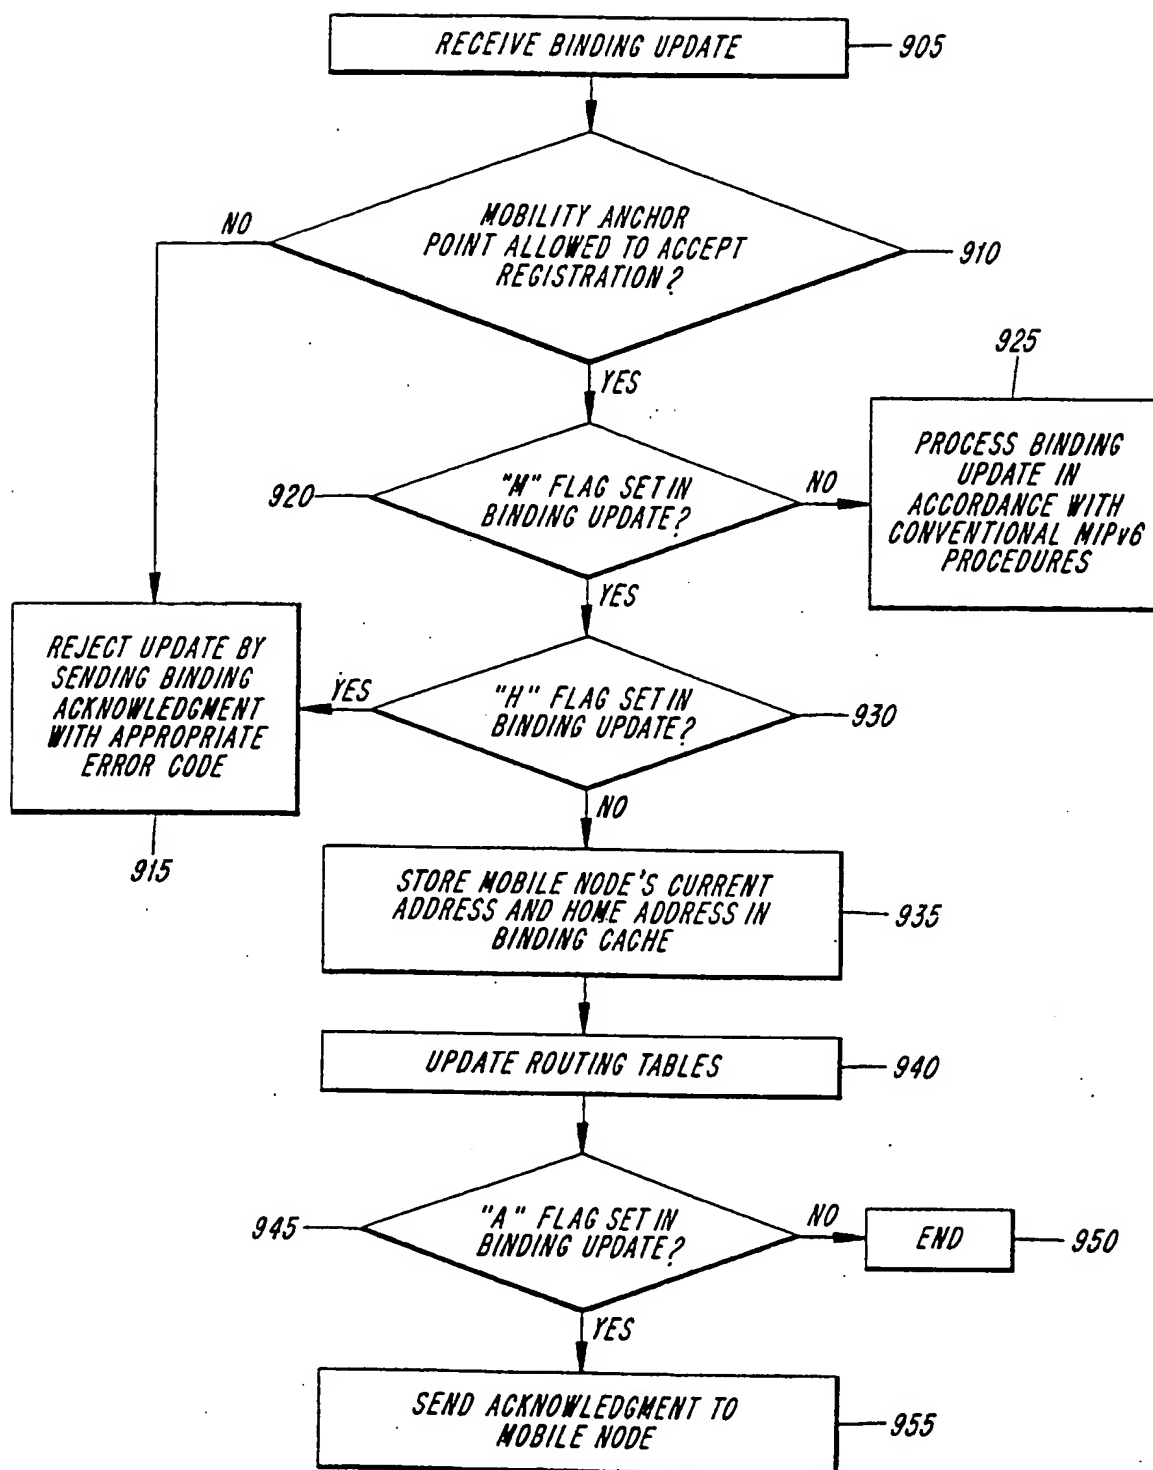 RECEIVE BINDING UPDATE
905
MOBILITY ANCHOR
POINT ALLOWED TO ACCEPT
REGISTRATION?
910
NO
YES
925
PROCESS BINDING
UPDATE IN
ACCORDANCE WITH
CONVENTIONAL MIPv6
PROCEDURES
920
"M" FLAG SET IN
BINDING UPDATE?
NO
YES
REJECT UPDATE BY
SENDING BINDING
ACKNOWLEDGMENT
WITH APPROPRIATE
ERROR CODE
915
YES
"H" FLAG SET IN
BINDING UPDATE?
930
NO
STORE MOBILE NODE'S CURRENT
ADDRESS AND HOME ADDRESS IN
BINDING CACHE
935
UPDATE ROUTING TABLES
940
945
"A" FLAG SET IN
BINDING UPDATE?
NO
END
950
YES
SEND ACKNOWLEDGMENT TO
MOBILE NODE
955